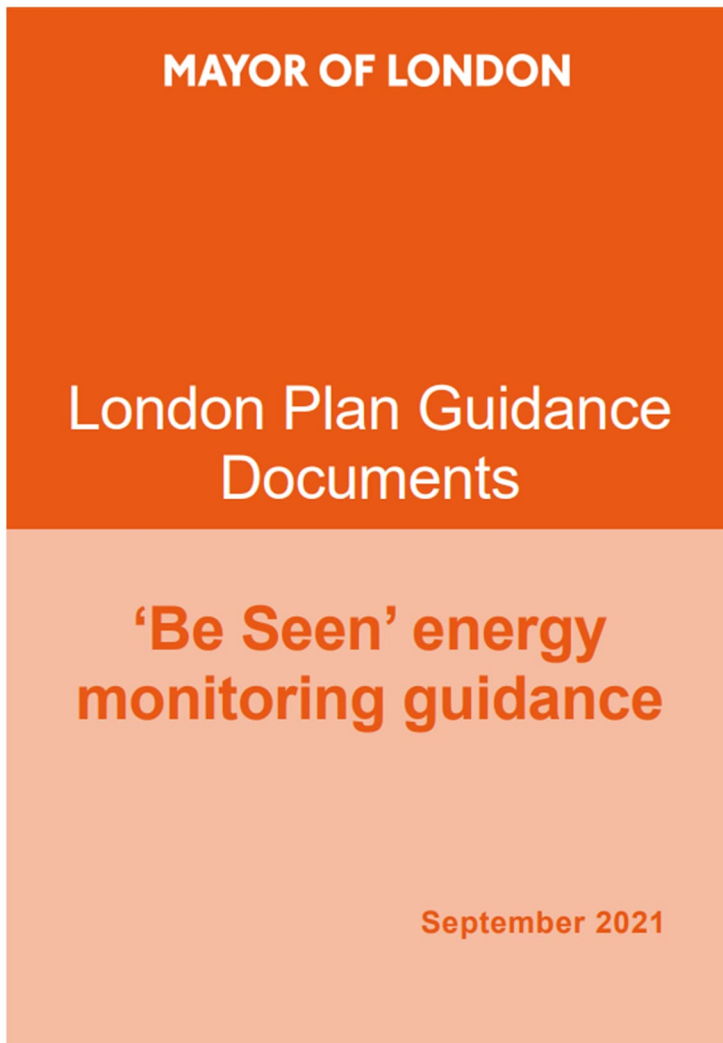 MAYOR OF LONDON
London Plan Guidance
Documents
‘Be Seen’ energy
monitoring guidance
September 2021